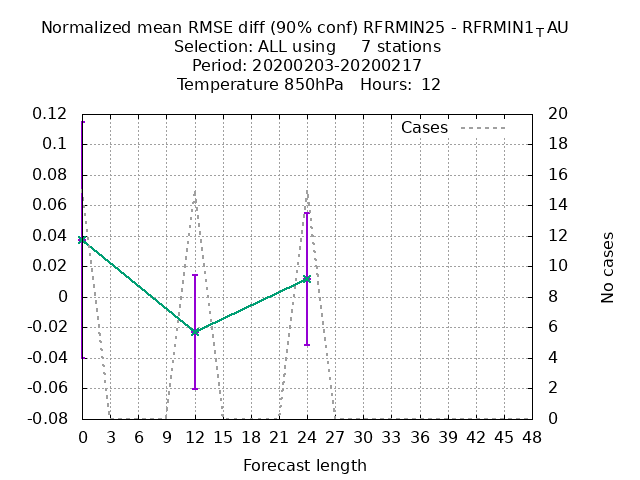 Normalized mean RMSE diff (90% conf) RFRMIN25 - RFRMIN1_TAU
Selection: ALL using     7 stations
Period: 20200203-20200217
Temperature 850hPa   Hours:  12
Cases
0.12
0.1
0.08
0.06
0.04
0.02
0
-0.02
-0.04
-0.06
-0.08
20
18
16
14
12
10
8
6
4
2
0
No cases
0 3 6 9 12 15 18 21 24 27 30 33 36 39 42 45 48
Forecast length